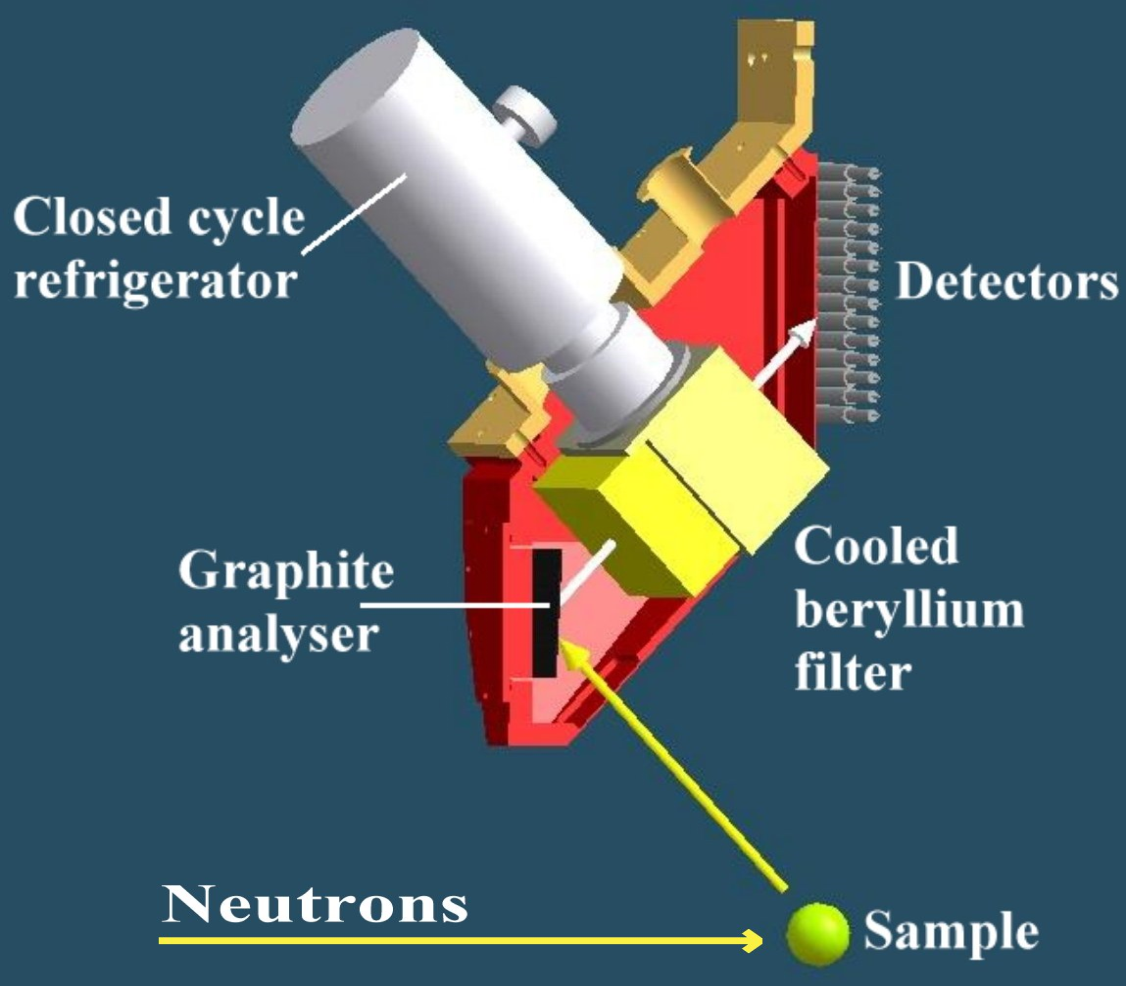 Closed cycle
refrigerator
Detectors
Graphite
analyser
Cooled
beryllium
filter
Neutrons
Sample